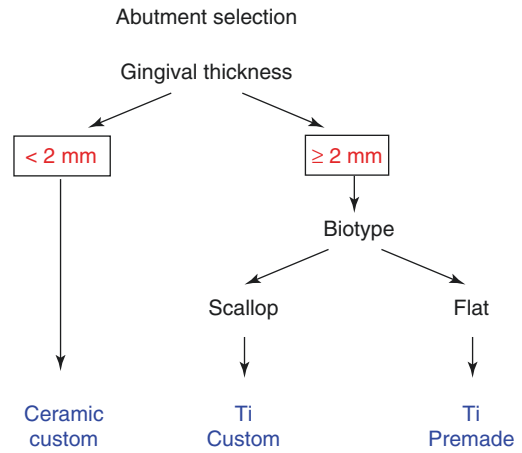 Abutment selection
Gingival thickness
< 2 mm
≥ 2 mm
Biotype
Scallop
Flat
Ceramic
custom
Ti
Custom
Ti
Premade